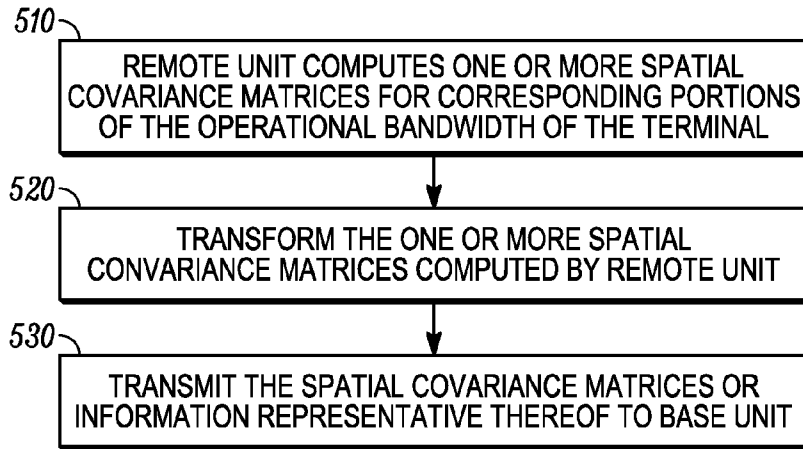 510
REMOTE UNIT COMPUTES ONE OR MORE SPATIAL
COVARIANCE MATRICES FOR CORRESPONDING PORTIONS
OF THE OPERATIONAL BANDWIDTH OF THE TERMINAL
520
TRANSFORM THE ONE OR MORE SPATIAL
CONVARIANCE MATRICES COMPUTED BY REMOTE UNIT
530
TRANSMIT THE SPATIAL COVARIANCE MATRICES OR
INFORMATION REPRESENTATIVE THEREOF TO BASE UNIT